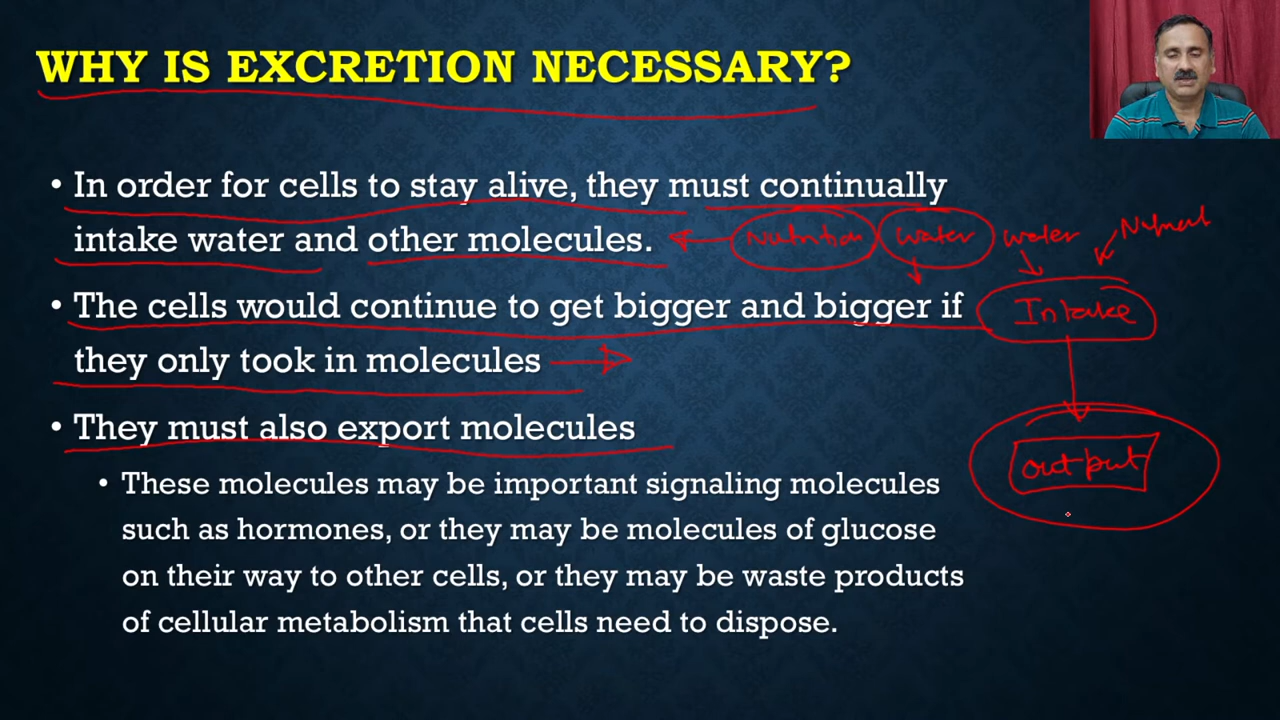 WHY IS EXCRETION NECESSARY?
• In order for cells to stay alive, they must continually
intake water and other molecules.
Nutrition water water Nutrient
• The cells would continue to get bigger and bigger if
Intake
they only took in molecules
• They must also export molecules
output
• These molecules may be important signaling molecules
such as hormones, or they may be molecules of glucose
on their way to other cells, or they may be waste products
of cellular metabolism that cells need to dispose.